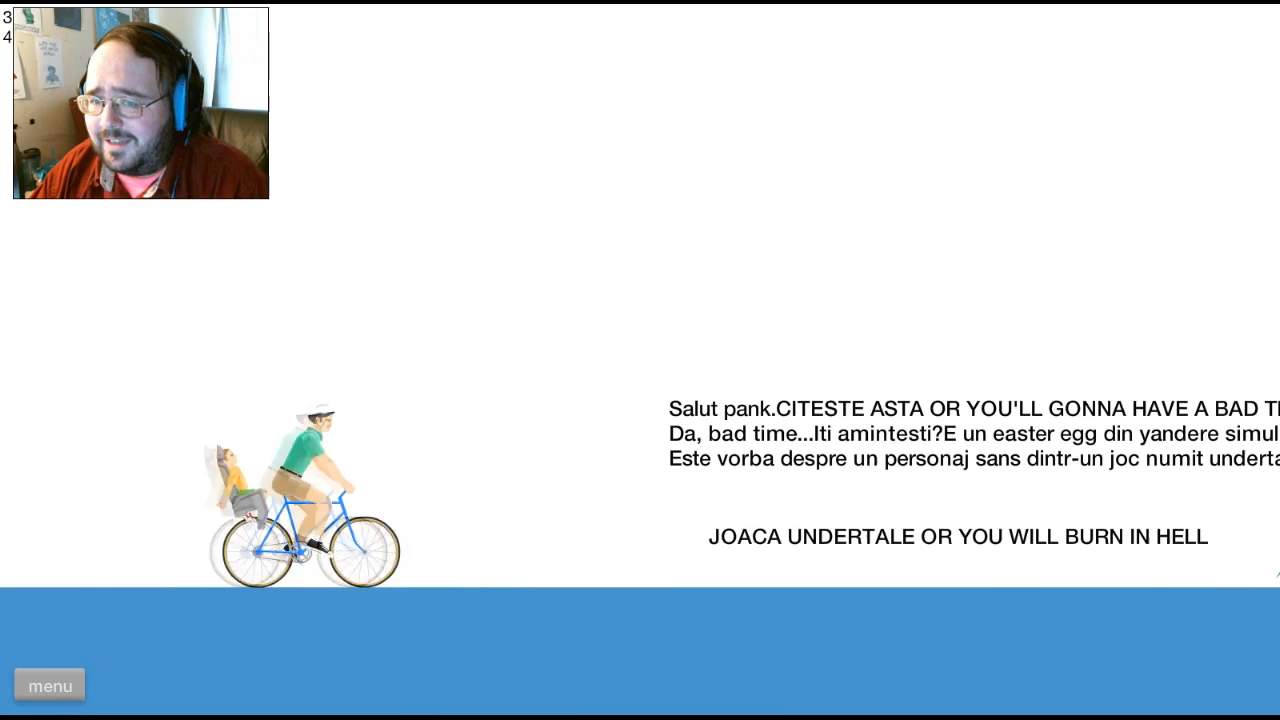 3
4
Salut pank.CITESTE ASTA OR YOU'LL GONNA HAVE A BAD
Da, bad time...Iti amintesti?E un easter egg din yandere
Este vorba despre un personaj sans dintr-un joc numit
JOACA UNDERTALE OR YOU WILL BURN IN HELL
menu